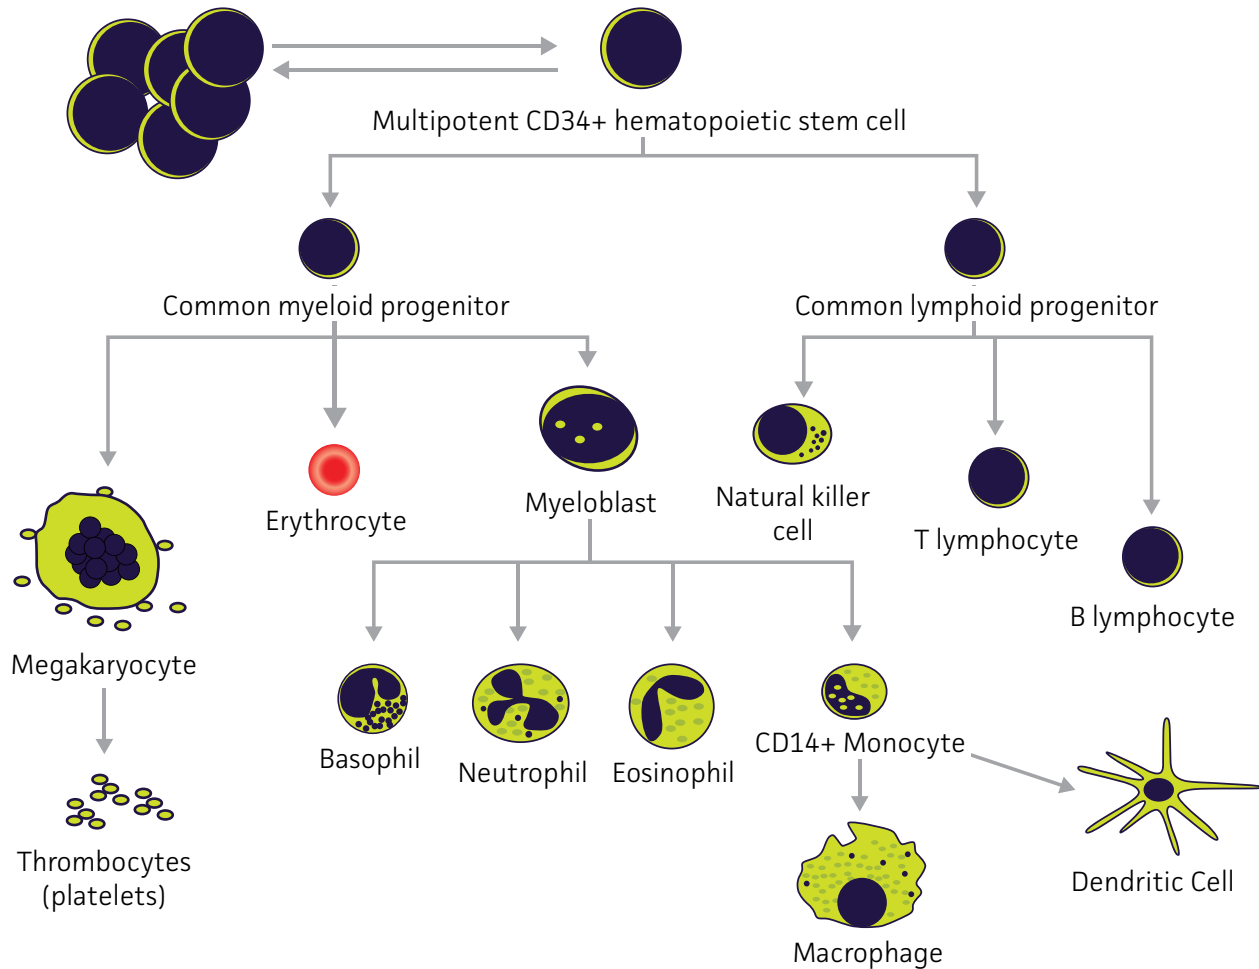 Multipotent CD34+ hematopoietic stem cell
Common myeloid progenitor
Common lymphoid progenitor
Erythrocyte
Myeloblast
Natural killer
cell
T lymphocyte
B lymphocyte
Megakaryocyte
Basophil
Neutrophil
Eosinophil
CD14+ Monocyte
Thrombocytes
(platelets)
Dendritic Cell
Macrophage